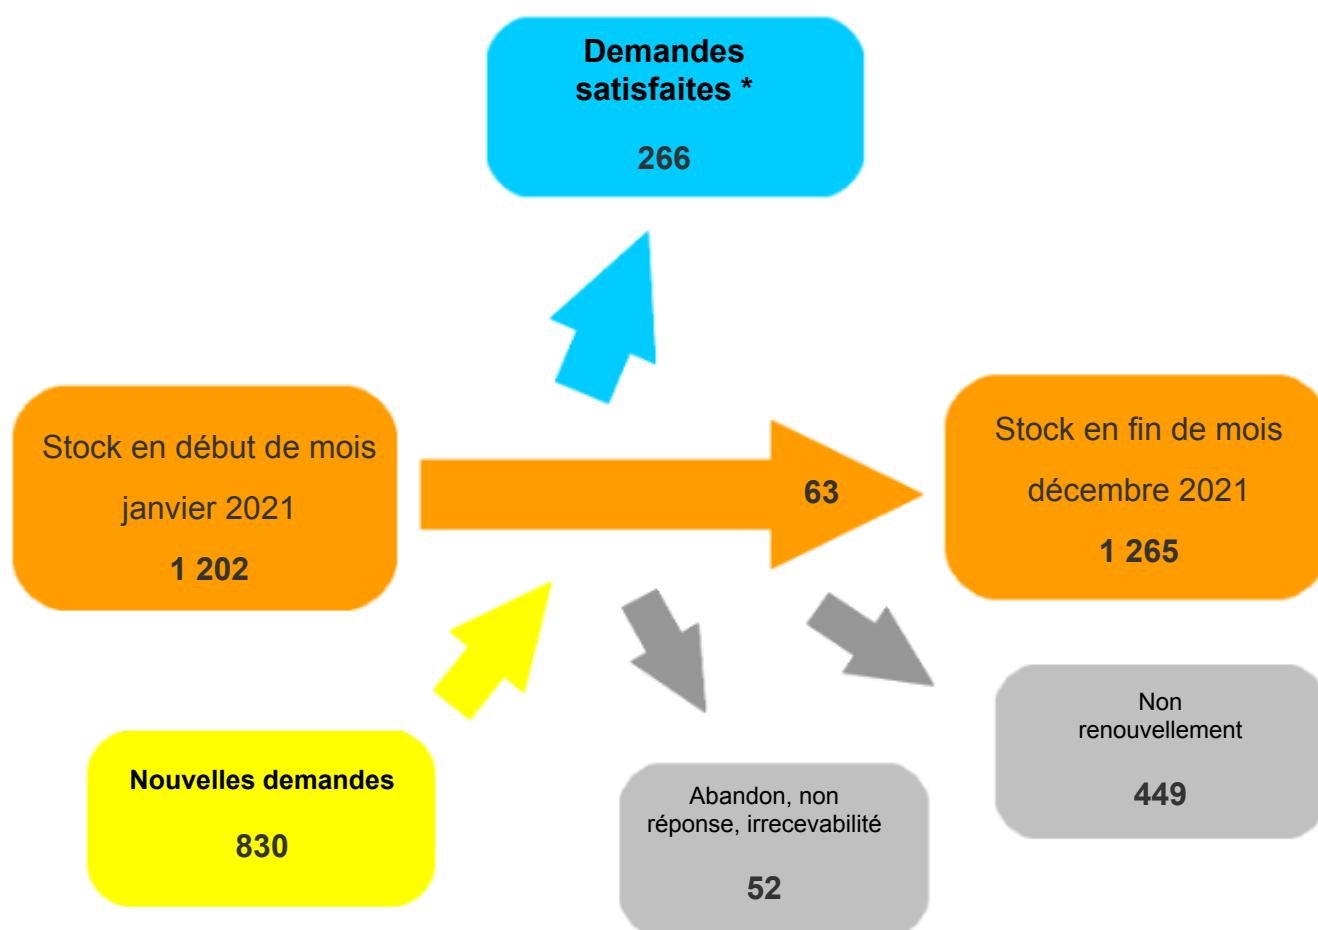 Demandes
satisfaites *
266
Stock en début de mois
janvier 2021
1 202
63
Stock en fin de mois
décembre 2021
1 265
Nouvelles demandes
830
Abandon, non
réponse, irrecevabilité
52
Non
renouvellement
449